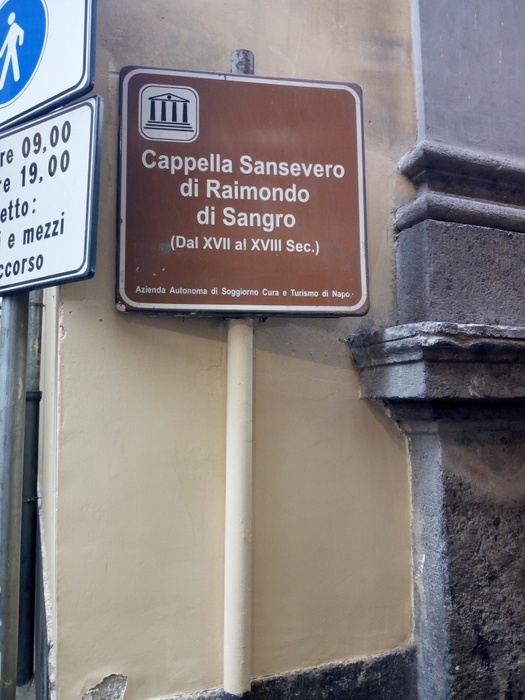 re 09,00
re 19,00
etto:
i e mezzi
ccorso
Cappella Sansevero
di Raimondo
di Sangro
(Dal XVII al XVIII Sec.)
Azienda Autonoma di Soggiorno Cura e Turismo di Napo